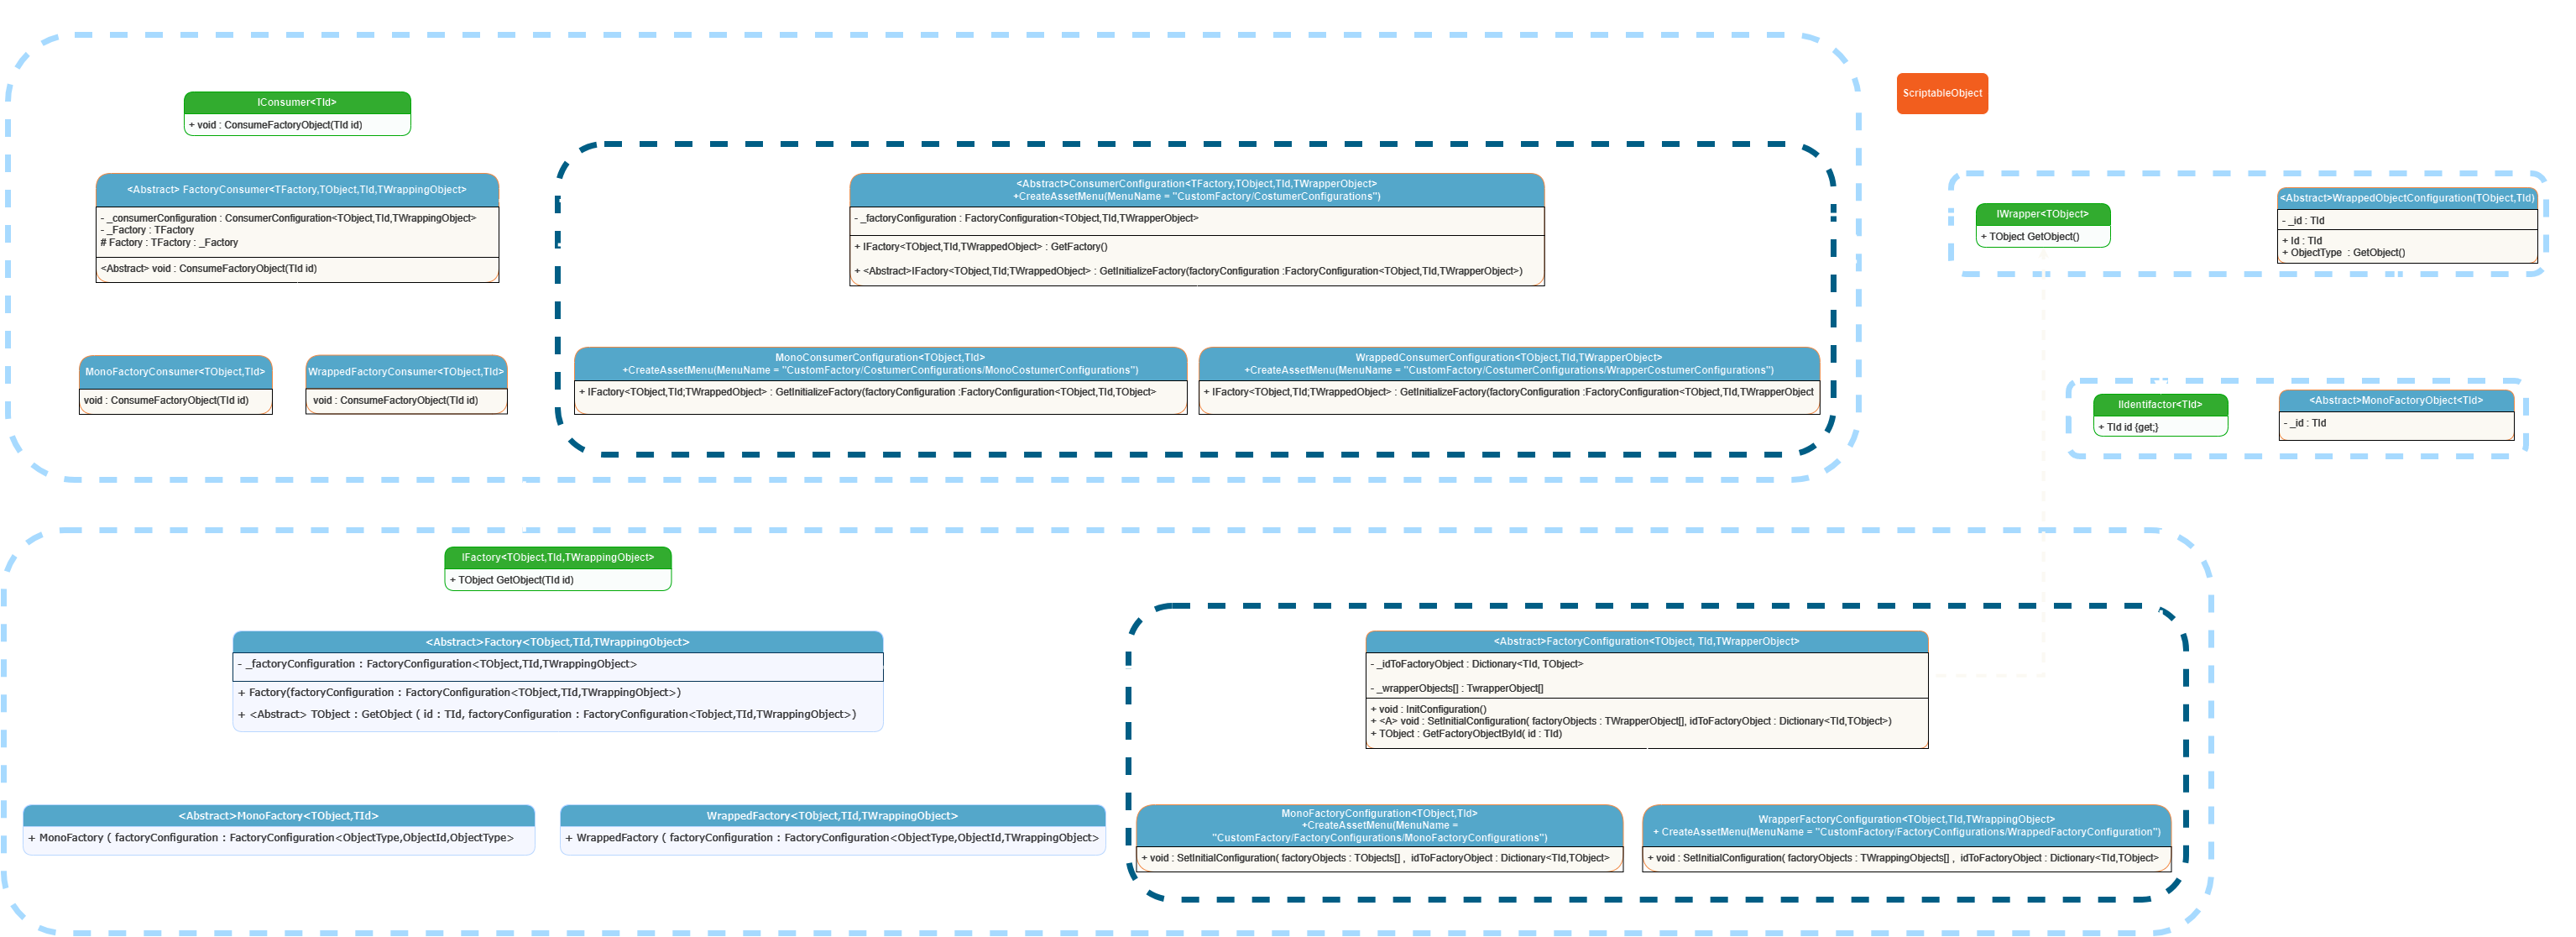 IConsumer<TId>
+ void : ConsumeFactoryObject(TId id)
<Abstract> FactoryConsumer<TFactory,TObject,TId,TWrappingObject>
- _consumerConfiguration : ConsumerConfiguration<TObject,TId,TWrappingObject>
- _Factory : TFactory
# Factory : TFactory : _Factory
<Abstract> void : ConsumeFactoryObject(TId id)
MonoFactoryConsumer<TObject,TId>
void : ConsumeFactoryObject(TId id)
WrappedFactoryConsumer<TObject,TId>
void : ConsumeFactoryObject(TId id)
<Abstract>ConsumerConfiguration<TFactory,TObject,TId,TWrapperObject>
+CreateAssetMenu(MenuName = "CustomFactory/CostumerConfigurations")
- _factoryConfiguration : FactoryConfiguration<TObject,TId,TWrapperObject>
+ IFactory<TObject,TId,TWrappedObject> : GetFactory()
+ <Abstract>IFactory<TObject,TId;TWrappedObject> : GetInitializeFactory(factoryConfiguration :FactoryConfiguration<TObject,TId,TWrapperObject>)
MonoConsumerConfiguration<TObject,TId>
+CreateAssetMenu(MenuName = "CustomFactory/CostumerConfigurations/MonoCostumerConfigurations")
+ IFactory<TObject,TId;TWrappedObject> : GetInitializeFactory(factoryConfiguration :FactoryConfiguration<TObject,TId,TObject>
WrappedConsumerConfiguration<TObject,TId,TWrapperObject>
+CreateAssetMenu(MenuName = "CustomFactory/CostumerConfigurations/WrapperCostumerConfigurations")
+ IFactory<TObject,TId;TWrappedObject> : GetInitializeFactory(factoryConfiguration :FactoryConfiguration<TObject,TId,TWrapperObject
ScriptableObject
IWrapper<TObject>
+ TObject GetObject()
<Abstract>WrappedObjectConfiguration(TObject,TId)
- _id : TId
+ Id : TId
+ ObjectType : GetObject()
IIdentifactor<TId>
+ TId id {get;}
<Abstract>MonoFactoryObject<TId>
- _id : TId
IFactory<TObject,TId,TWrappingObject>
+ TObject GetObject(TId id)
<Abstract>Factory<TObject,TId,TWrappingObject>
- _factoryConfiguration : FactoryConfiguration<TObject,TId,TWrappingObject>
+ Factory(factoryConfiguration : FactoryConfiguration<TObject,TId,TWrappingObject>)
+ <Abstract> TObject : GetObject ( id : TId, factoryConfiguration : FactoryConfiguration<Tobject,TId,TWrappingObject>)
<Abstract>MonoFactory<TObject,TId>
+ MonoFactory ( factoryConfiguration : FactoryConfiguration<ObjectType,ObjectId,ObjectType>
WrappedFactory<TObject,TId,TWrappingObject>
+ WrappedFactory ( factoryConfiguration : FactoryConfiguration<ObjectType,ObjectId,TWrappingObject>
<Abstract>FactoryConfiguration<TObject, TId,TWrapperObject>
- _idToFactoryObject : Dictionary<TId, TObject>
- _wrapperObjects[] : TwrapperObject[]
+ void : InitConfiguration()
+ <A> void : SetInitialConfiguration( factoryObjects : TWrapperObject[], idToFactoryObject : Dictionary<TId,TObject>)
+ TObject : GetFactoryObjectById( id : TId)
MonoFactoryConfiguration<TObject,TId>
+CreateAssetMenu(MenuName =
"CustomFactory/FactoryConfigurations/MonoFactoryConfigurations")
+ void : SetInitialConfiguration( factoryObjects : TObjects[] , idToFactoryObject : Dictionary<TId,TObject>
WrapperFactoryConfiguration<TObject,TId,TWrappingObject>
+ CreateAssetMenu(MenuName = "CustomFactory/FactoryConfigurations/WrappedFactoryConfiguration")
+ void : SetInitialConfiguration( factoryObjects : TWrappingObjects[] , idToFactoryObject : Dictionary<TId,TObject>